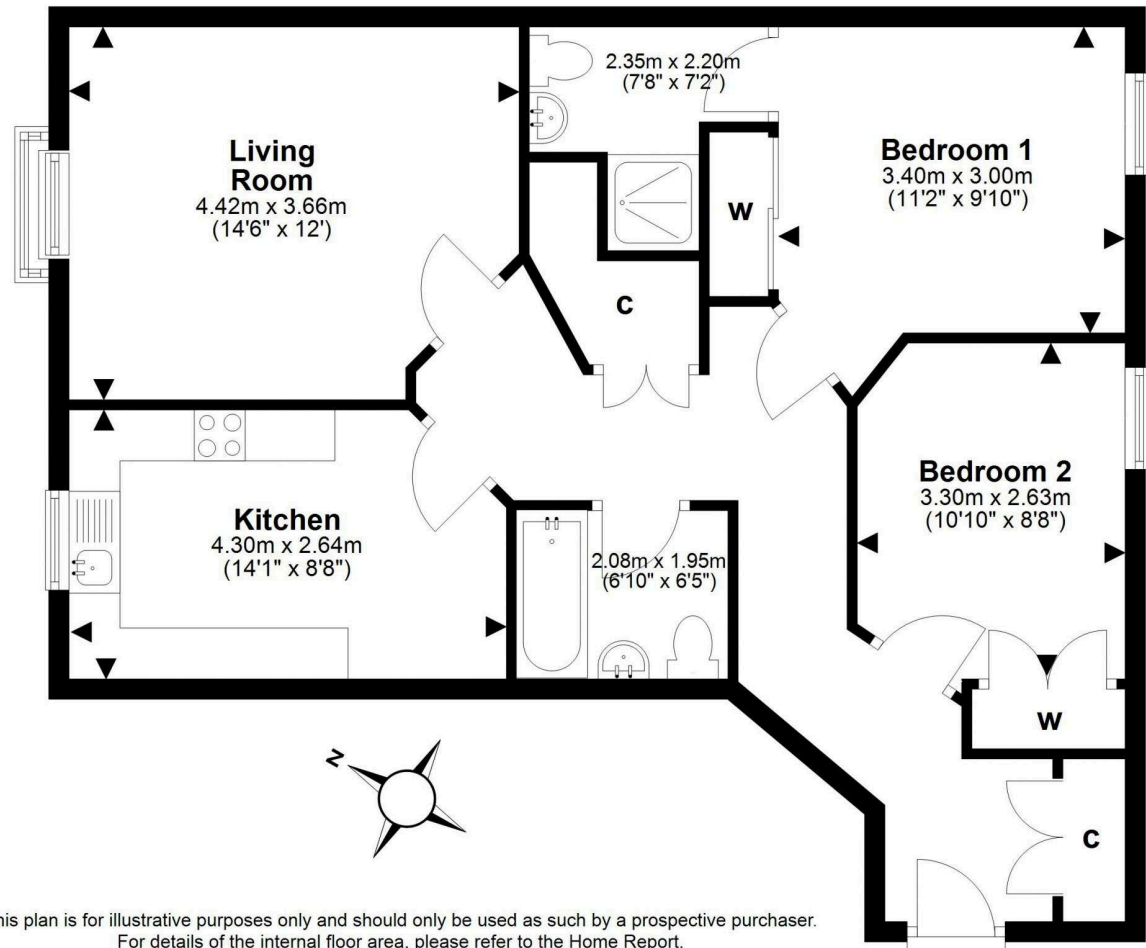 2.35m x 2.20m
(7'8" x 7'2")
Living
Room
4.42m x 3.66m
(14'6" x 12')
Bedroom 1
3.40m x 3.00m
(11'2" x 9'10")
W
C
Bedroom 2
3.30m x 2.63m
(10'10" x 8'8")
Kitchen
4.30m x 2.64m
(14'1" x 8'8")
2.08m x 1.95m
(6'10" x 6'5")
W
N
C
his plan is for illustrative purposes only and should only be used as such by a prospective purchaser.
For details of the internal floor area, please refer to the Home Report.